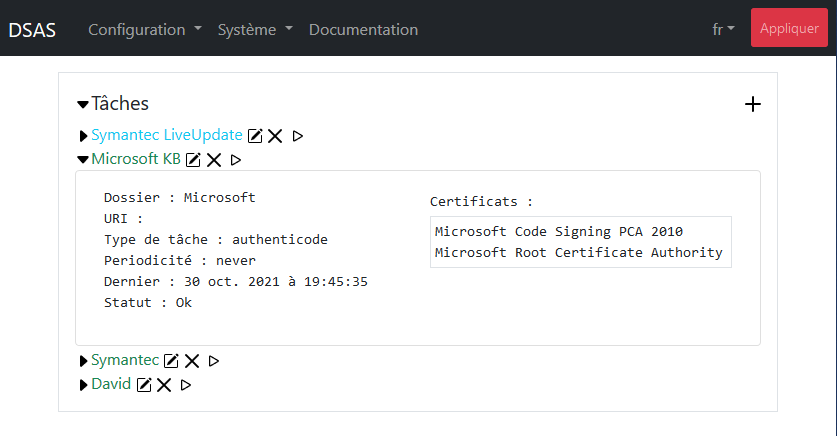 DSAS Configuration Système Documentation fr Appliquer
Tâches
Symantec LiveUpdate
Microsoft KB
Dossier : Microsoft
URI :
Type de tâche : authenticode
Periodicité : never
Dernier : 30 oct. 2021 à 19:45:35
Statut : Ok
Certificats :
Microsoft Code Signing PCA 2010
Microsoft Root Certificate Authority
Symantec
David